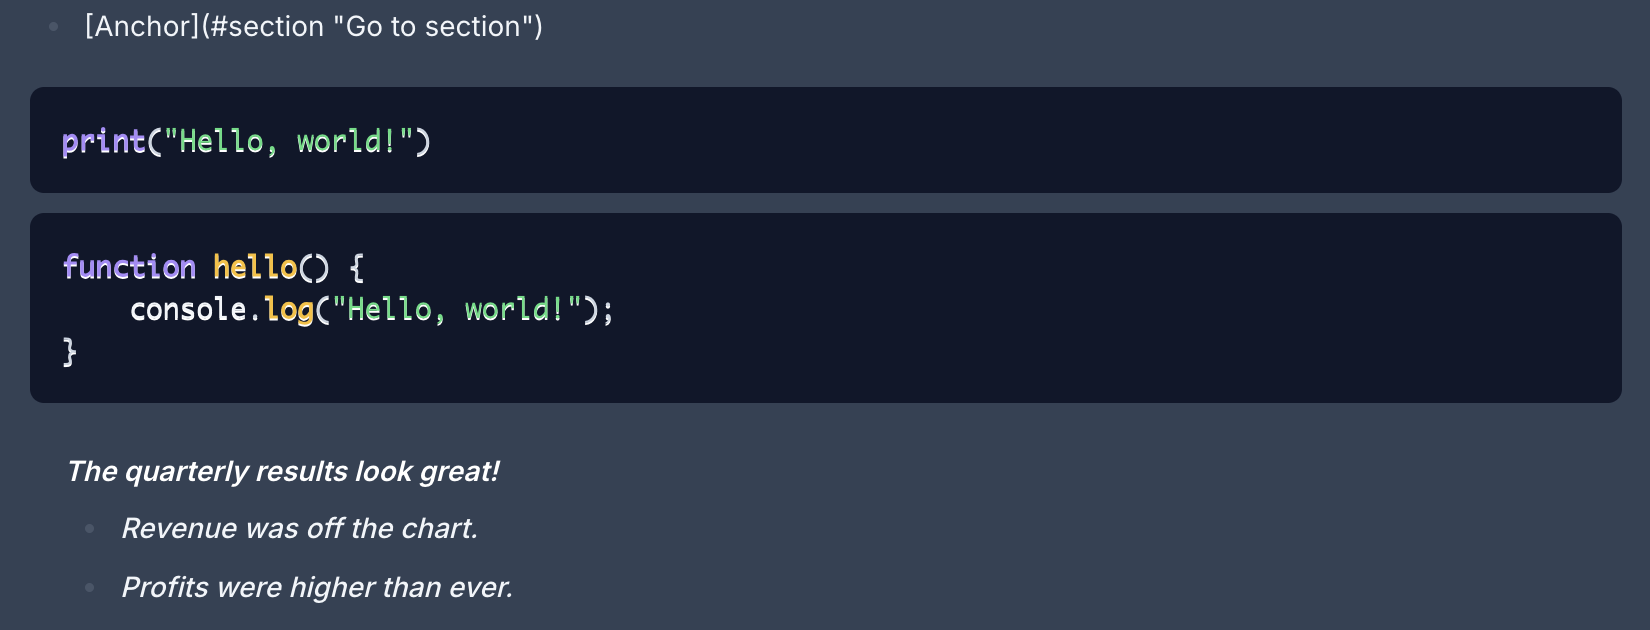 [Anchor](#section "Go to section")
print("Hello, world!")
function hello() {
    console.log("Hello, world!");
}
The quarterly results look great!
Revenue was off the chart.
Profits were higher than ever.